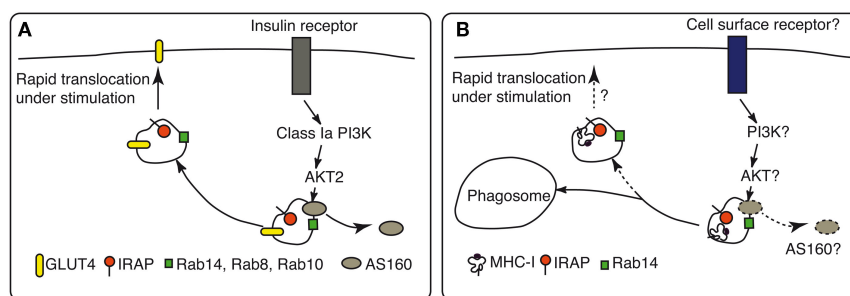 A
Insulin receptor
Rapid translocation
under stimulation
Class Ia PI3K
AKT2
GLUT4 IRAP Rab14, Rab8, Rab10 AS160
B
Cell surface receptor?
Rapid translocation
under stimulation
?
PI3K?
AKT?
Phagosome
AS160?
MHC-I IRAP Rab14